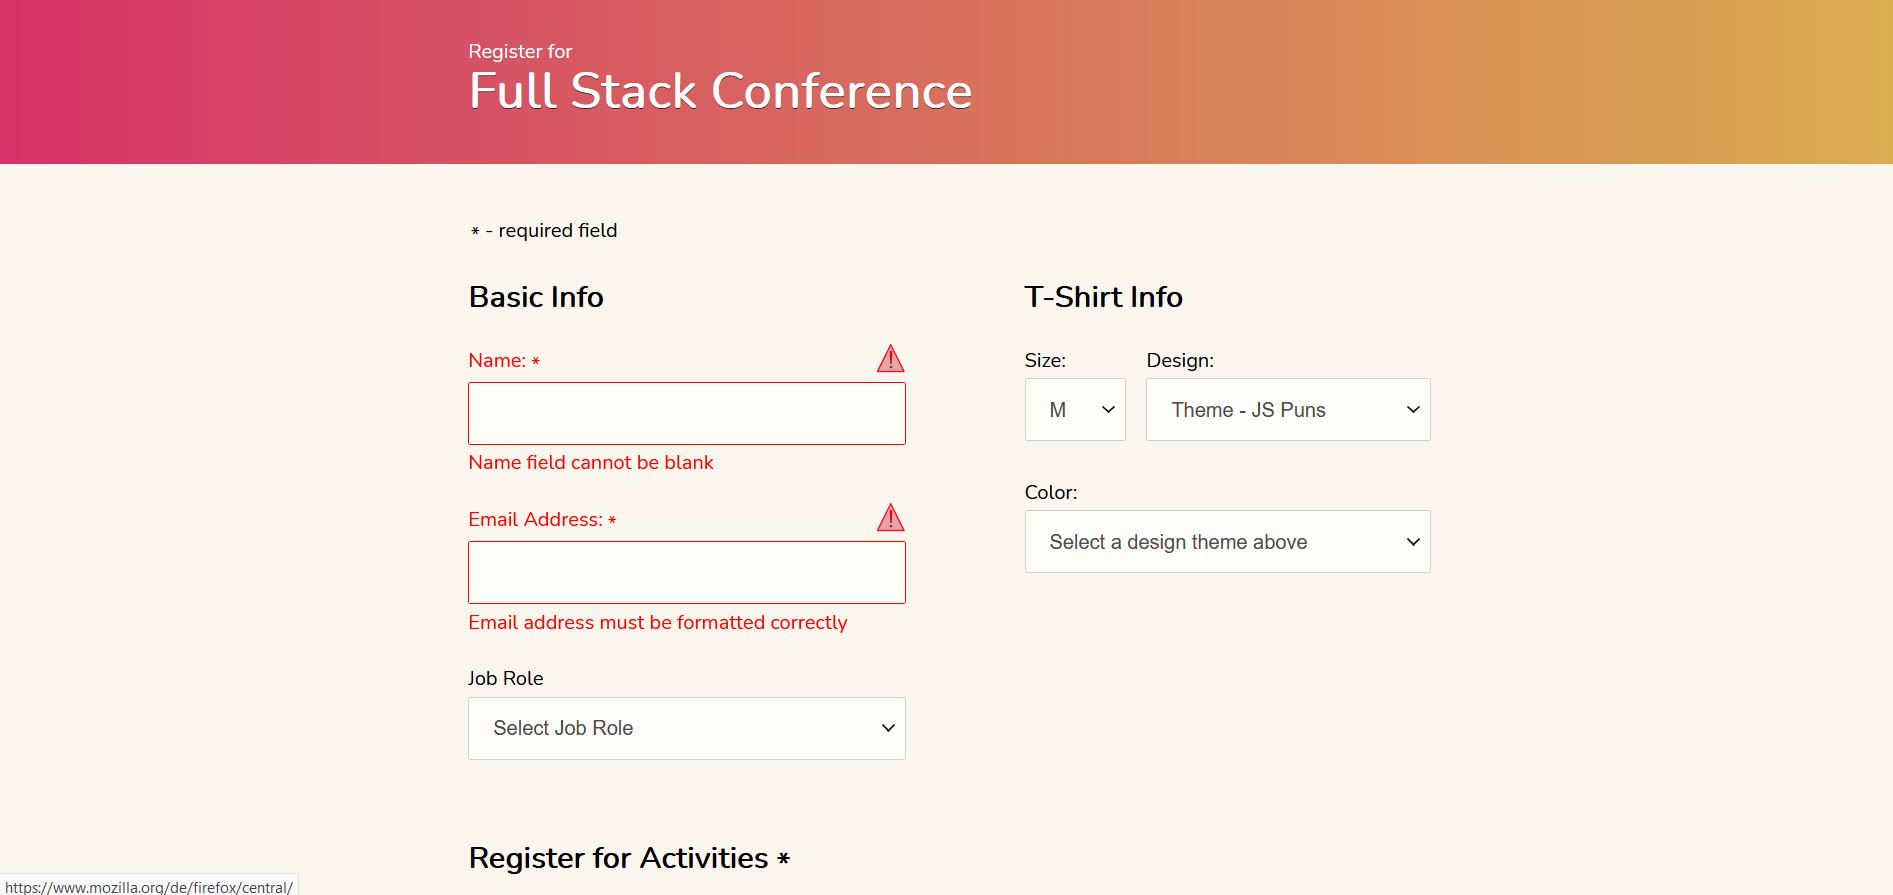 Register for
Full Stack Conference
* - required field
Basic Info
Name: *
Name field cannot be blank
Email Address: *
Email address must be formatted correctly
Job Role
Select Job Role
T-Shirt Info
Size:
Design:
M
Theme - JS Puns
Color:
Select a design theme above
Register for Activities *
https://www.mozilla.org/de/firefox/central/